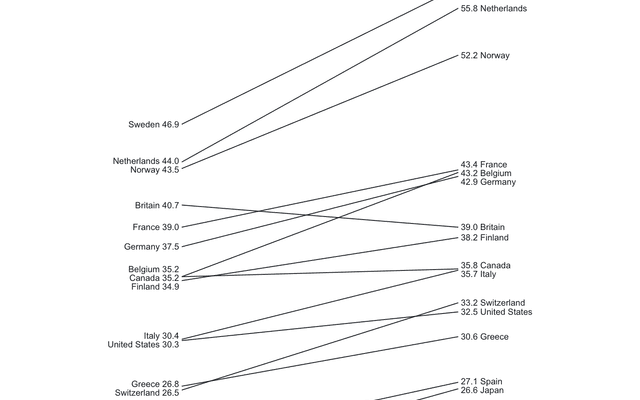 55.8 Netherlands
52.2 Norway
Sweden 46.9
Netherlands 44.0
Norway 43.5
43.4 France
43.2 Belgium
42.9 Germany
Britain 40.7
France 39.0
39.0 Britain
38.2 Finland
Germany 37.5
Belgium 35.2
Canada 35.2
Finland 34.9
35.8 Canada
35.7 Italy
33.2 Switzerland
32.5 United States
Italy 30.4
United States 30.3
30.6 Greece
Greece 26.8
Switzerland 26.5
27.1 Spain
26.6 Japan